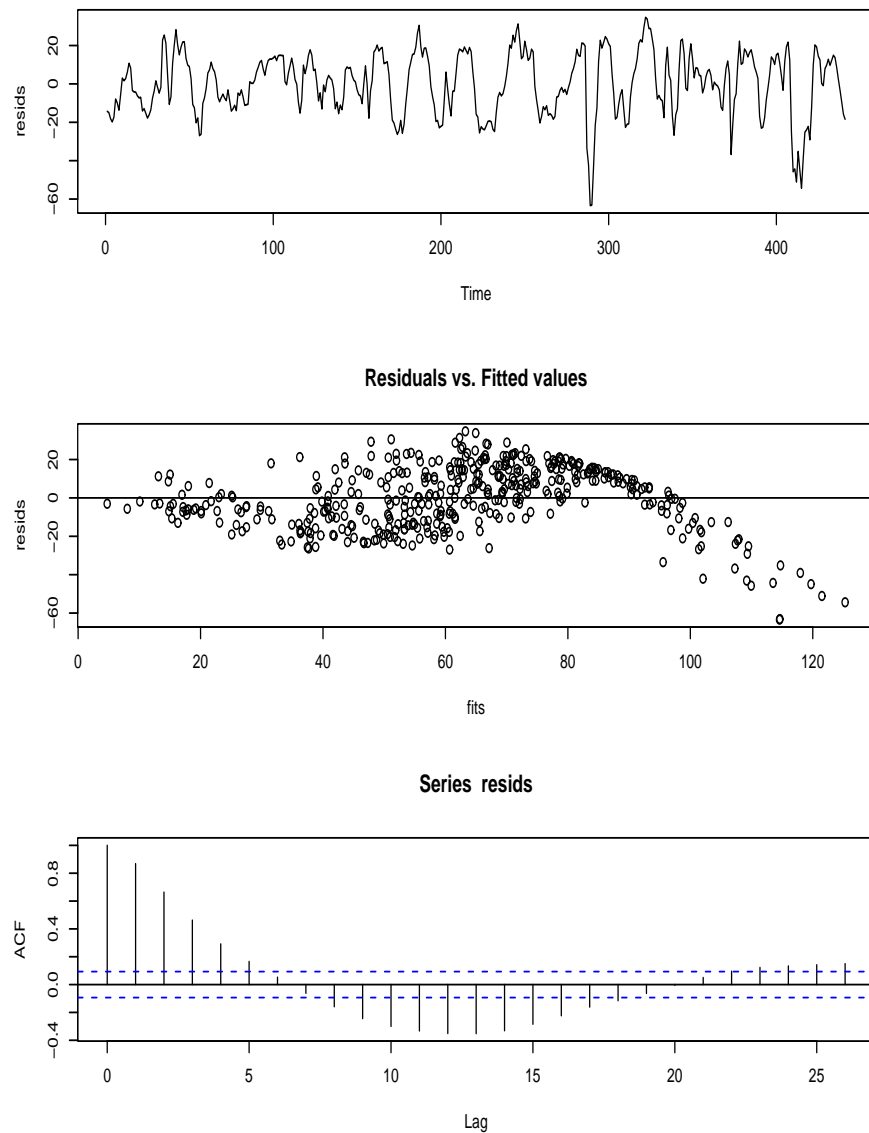 resids
20
0
−20
−60
0 100 200 300 400
Time
Residuals vs. Fitted values
resids
20
0
−20
−60
0 20 40 60 80 100 120
fits
Series resids
ACF
0.8
0.4
0.0
−0.4
0 5 10 15 20 25
Lag